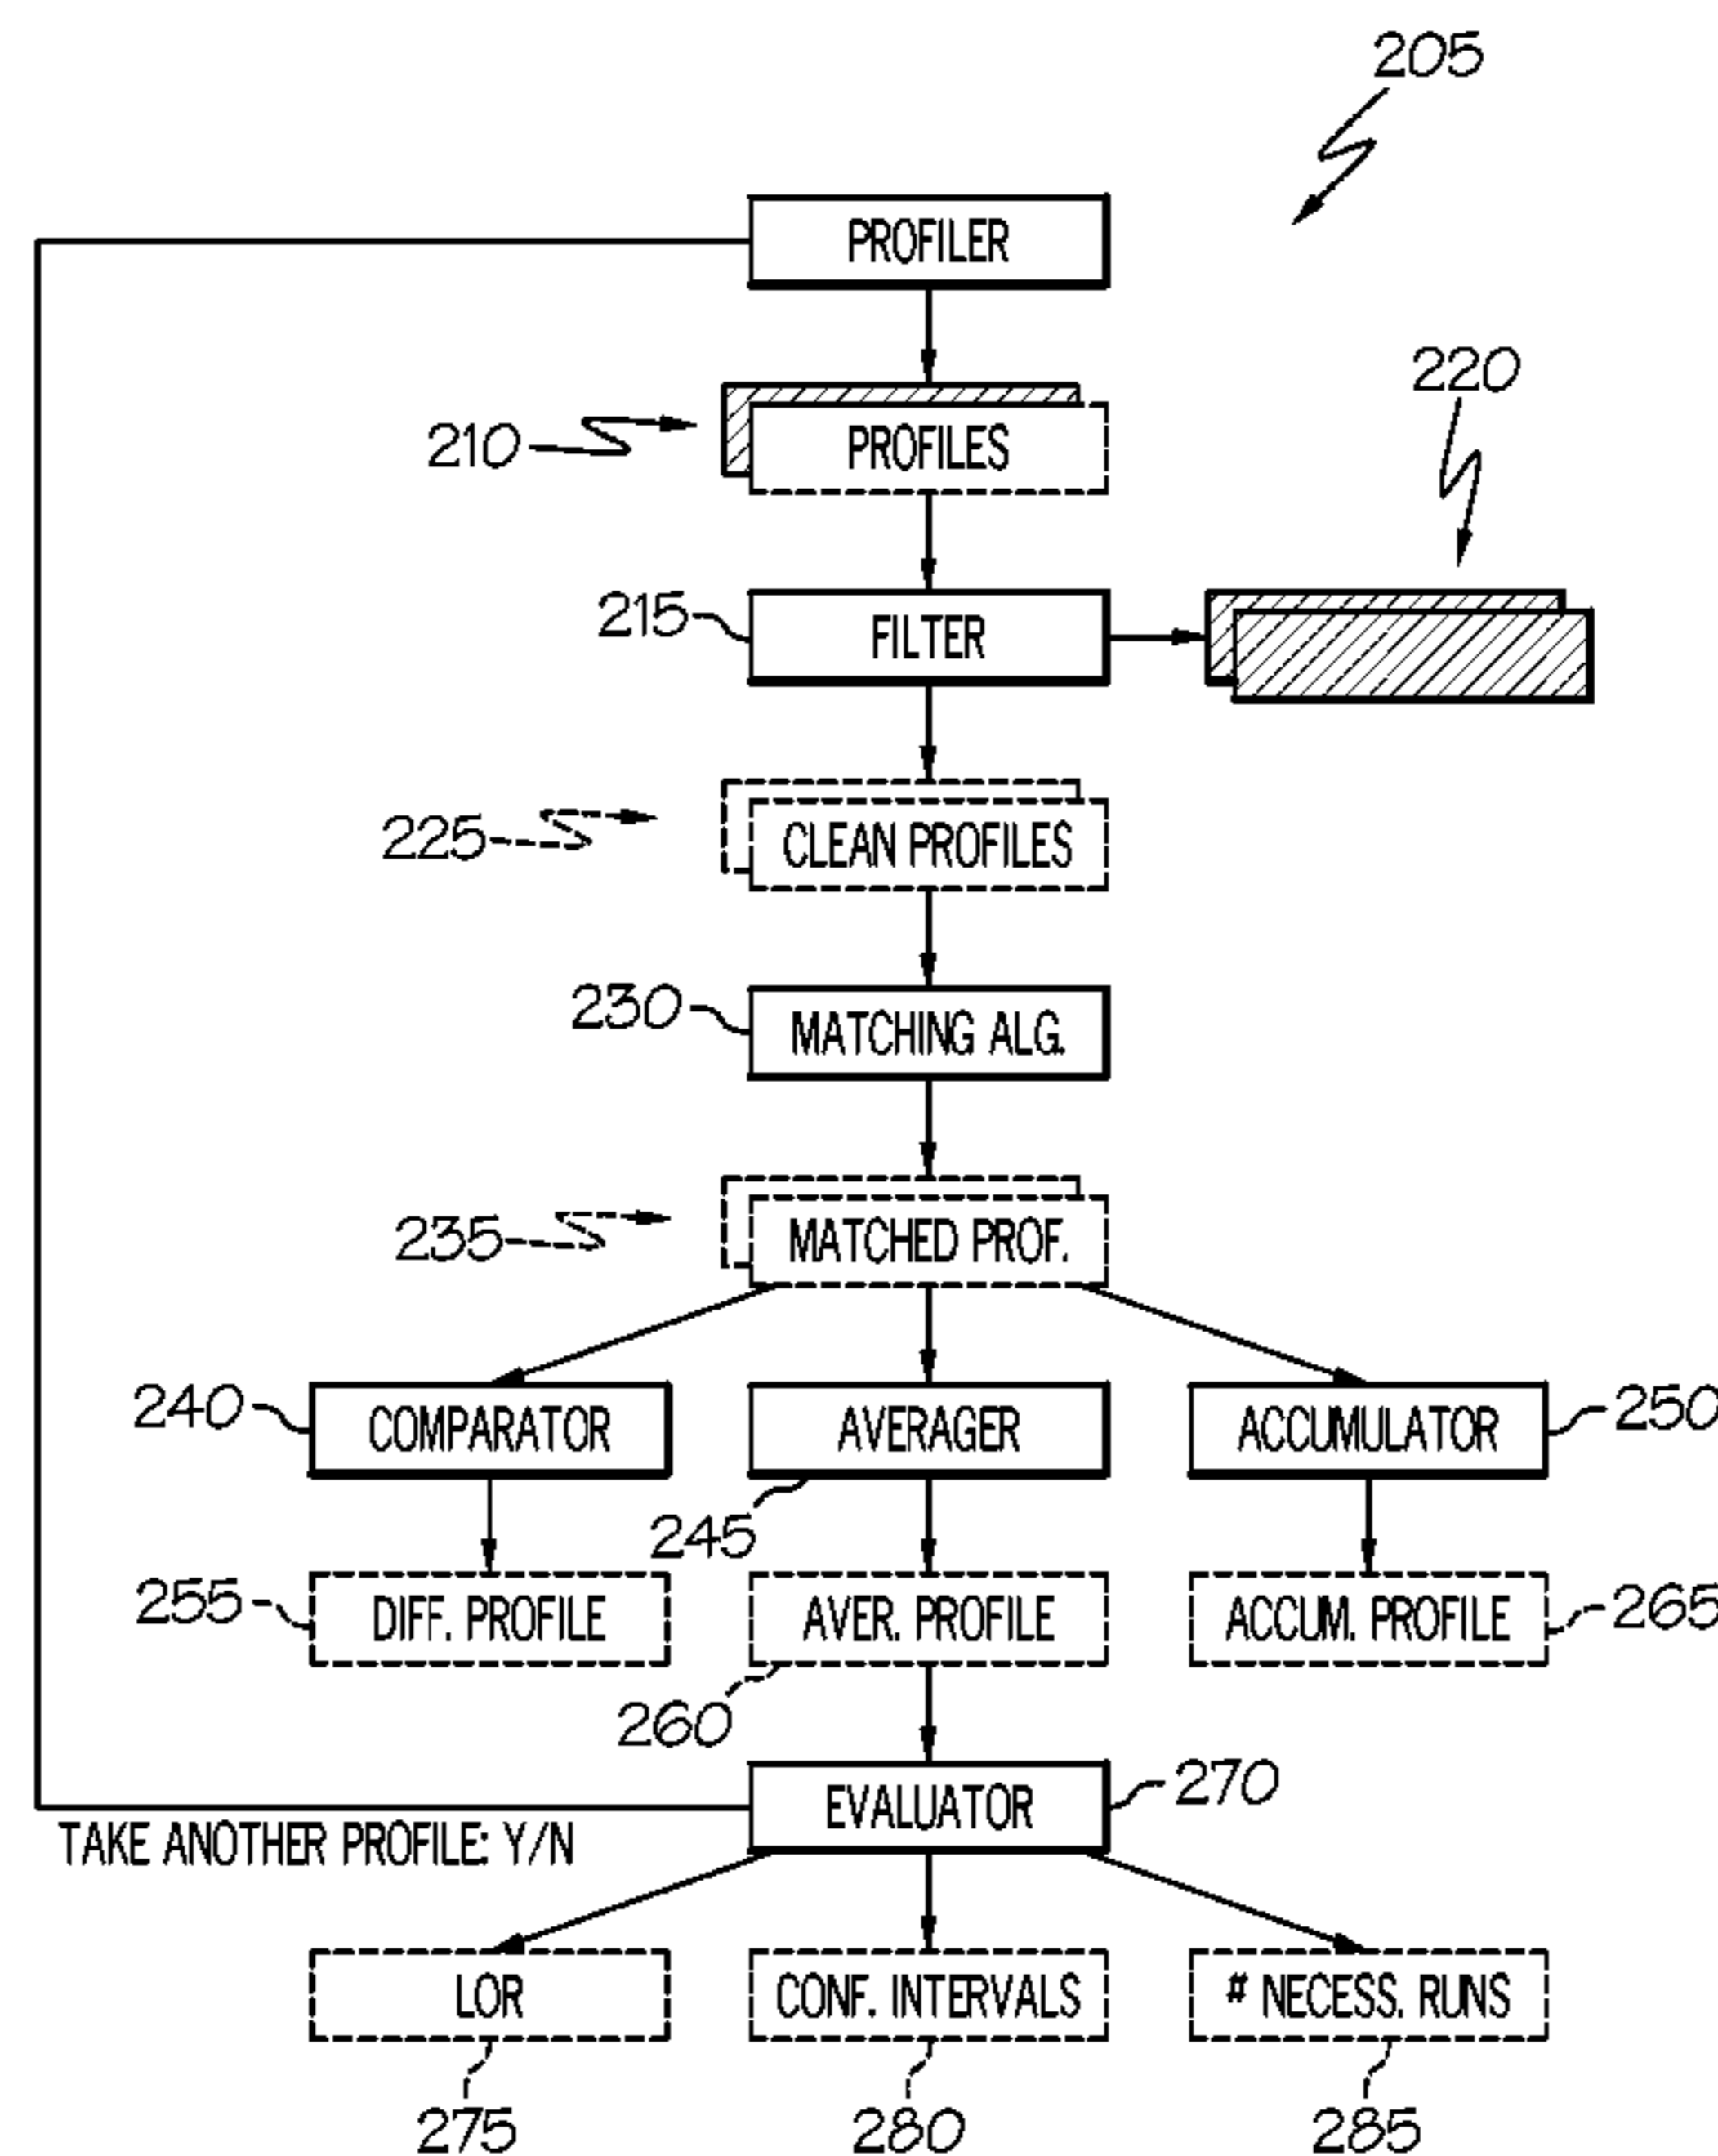 205
PROFILER
220
210
PROFILES
215
FILTER
225
CLEAN PROFILES
230
MATCHING ALG.
235
MATCHED PROF.
240
COMPARATOR
AVERAGER
ACCUMULATOR
250
245
255
DIFF. PROFILE
AVER. PROFILE
ACCUM. PROFILE
265
260
EVALUATOR
270
TAKE ANOTHER PROFILE: Y/N
LOR
CONF. INTERVALS
# NECESS. RUNS
275
280
285